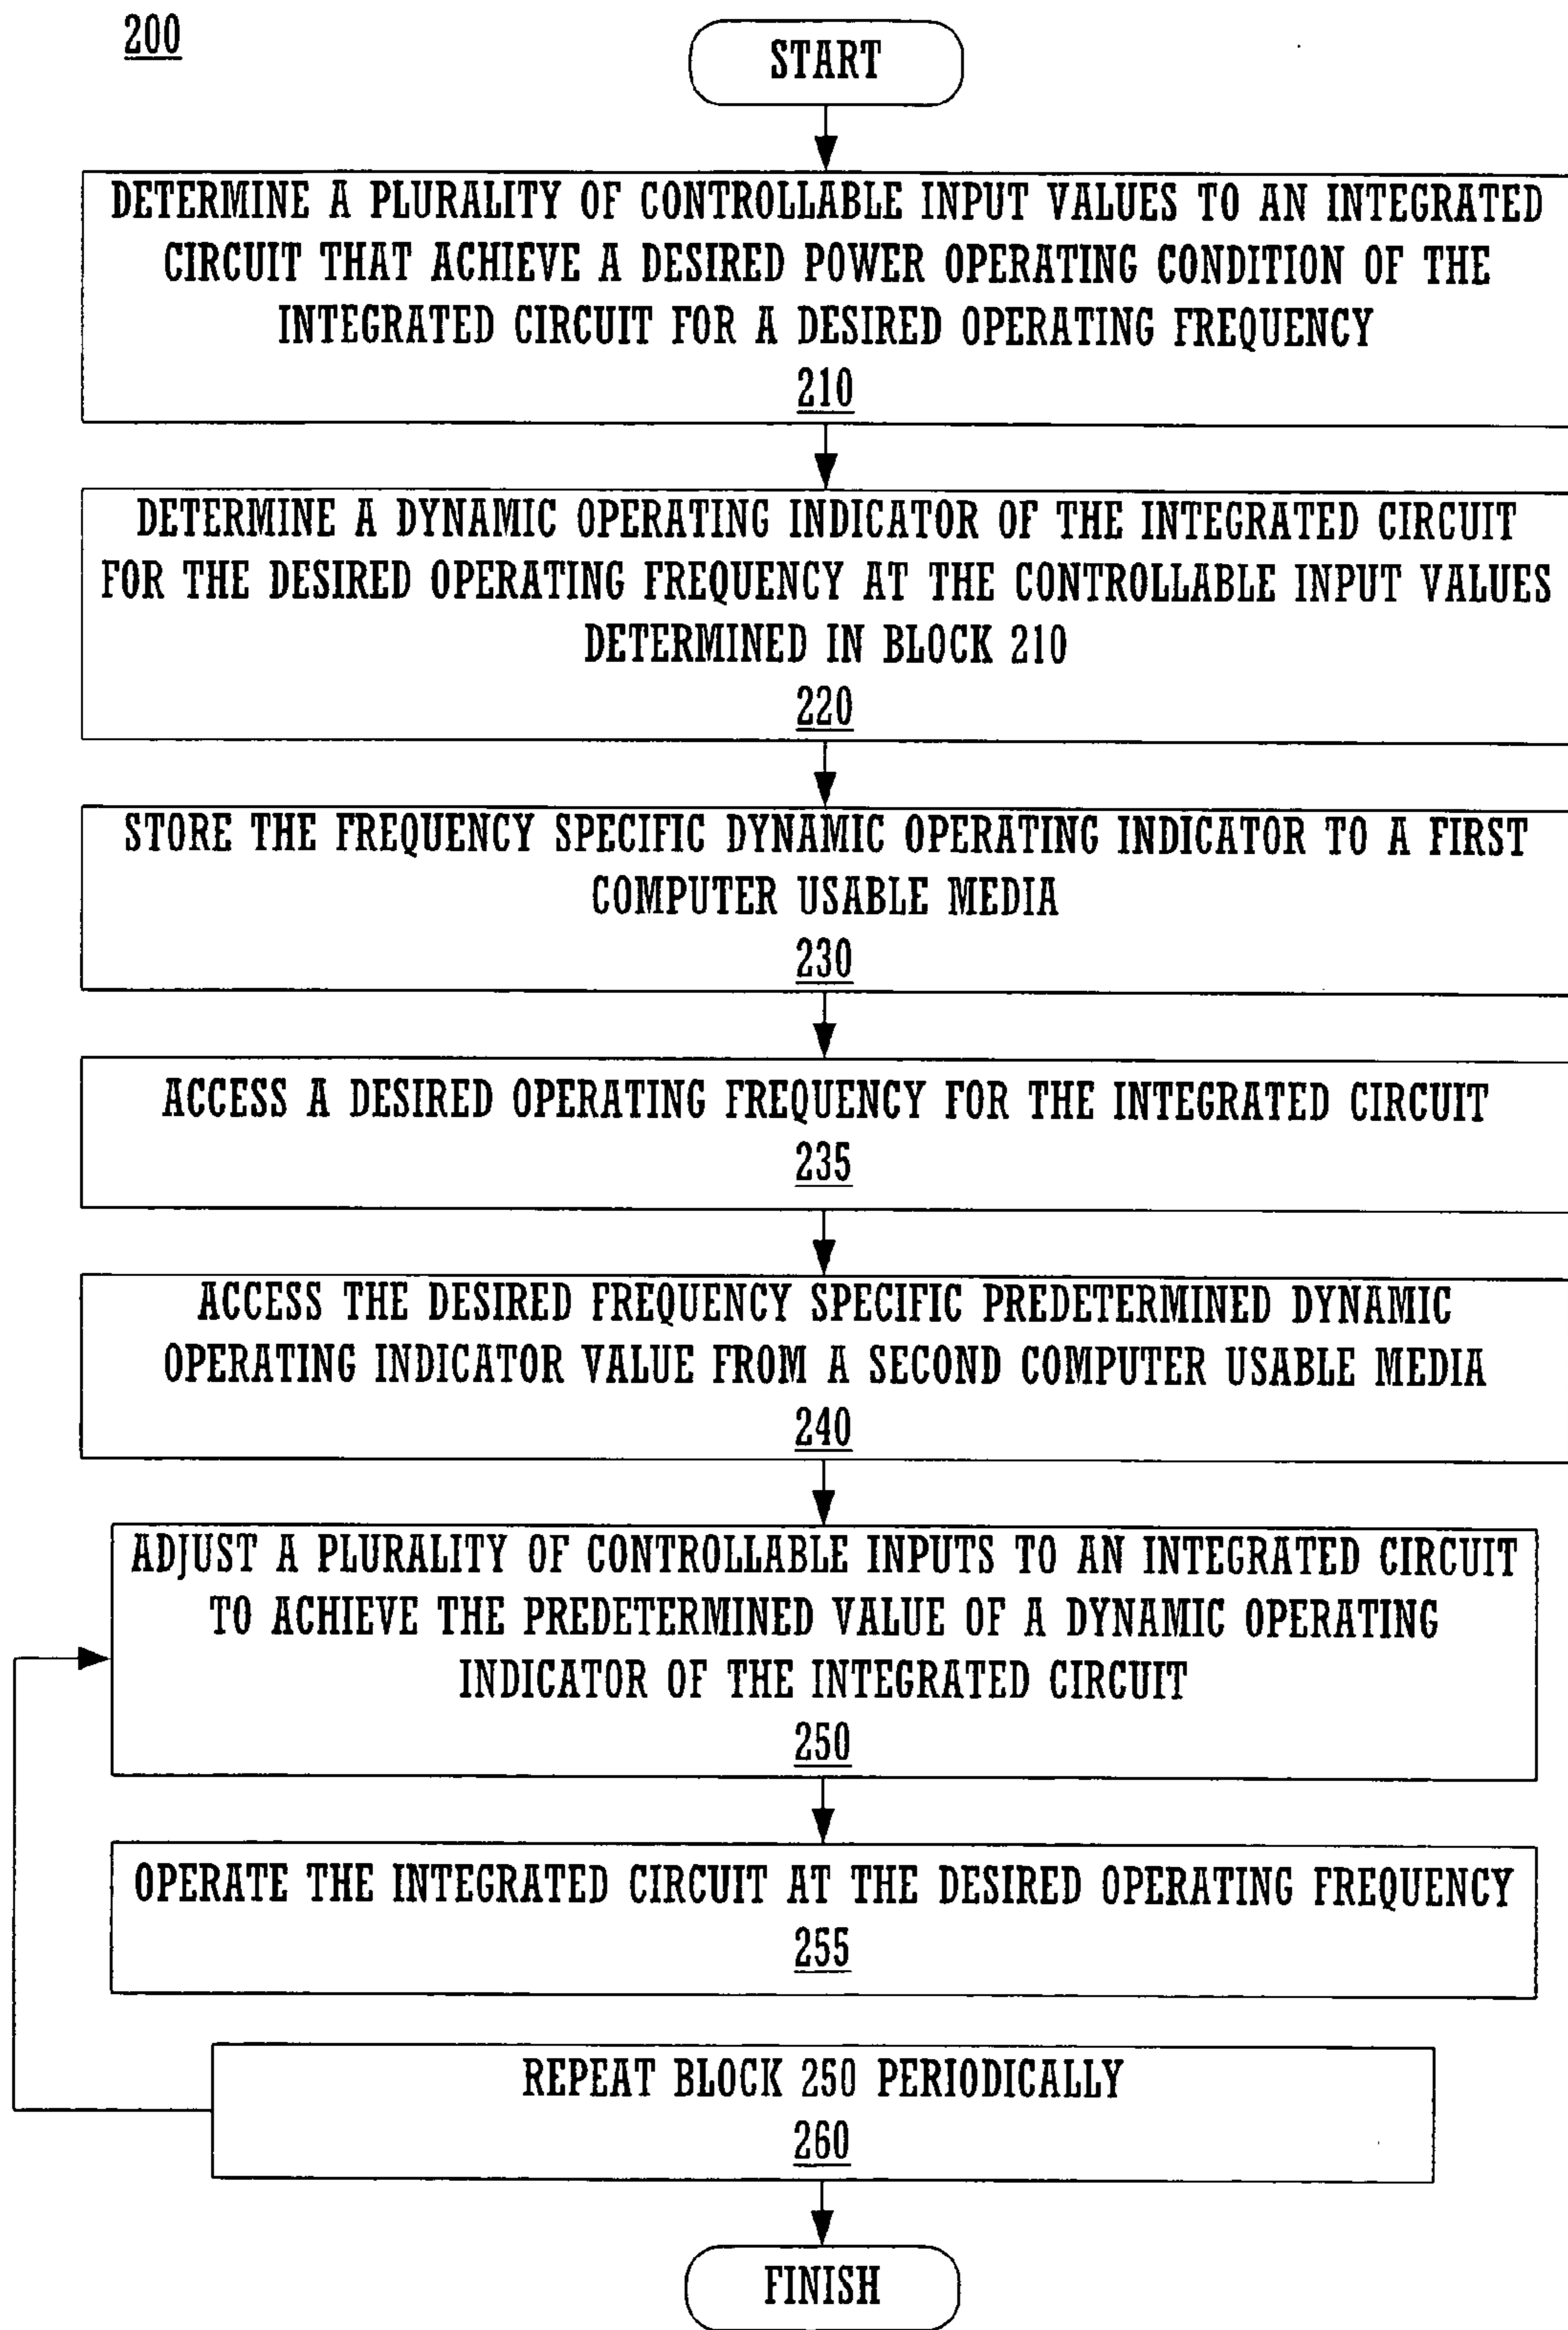 200
START
DETERMINE A PLURALITY OF CONTROLLABLE INPUT VALUES TO AN INTEGRATED
CIRCUIT THAT ACHIEVE A DESIRED POWER OPERATING CONDITION OF THE
INTEGRATED CIRCUIT FOR A DESIRED OPERATING FREQUENCY
210
DETERMINE A DYNAMIC OPERATING INDICATOR OF THE INTEGRATED CIRCUIT
FOR THE DESIRED OPERATING FREQUENCY AT THE CONTROLLABLE INPUT VALUES
DETERMINED IN BLOCK 210
220
STORE THE FREQUENCY SPECIFIC DYNAMIC OPERATING INDICATOR TO A FIRST
COMPUTER USABLE MEDIA
230
ACCESS A DESIRED OPERATING FREQUENCY FOR THE INTEGRATED CIRCUIT
235
ACCESS THE DESIRED FREQUENCY SPECIFIC PREDETERMINED DYNAMIC
OPERATING INDICATOR VALUE FROM A SECOND COMPUTER USABLE MEDIA
240
ADJUST A PLURALITY OF CONTROLLABLE INPUTS TO AN INTEGRATED CIRCUIT
TO ACHIEVE THE PREDETERMINED VALUE OF A DYNAMIC OPERATING
INDICATOR OF THE INTEGRATED CIRCUIT
250
OPERATE THE INTEGRATED CIRCUIT AT THE DESIRED OPERATING FREQUENCY
255
REPEAT BLOCK 250 PERIODICALLY
260
FINISH